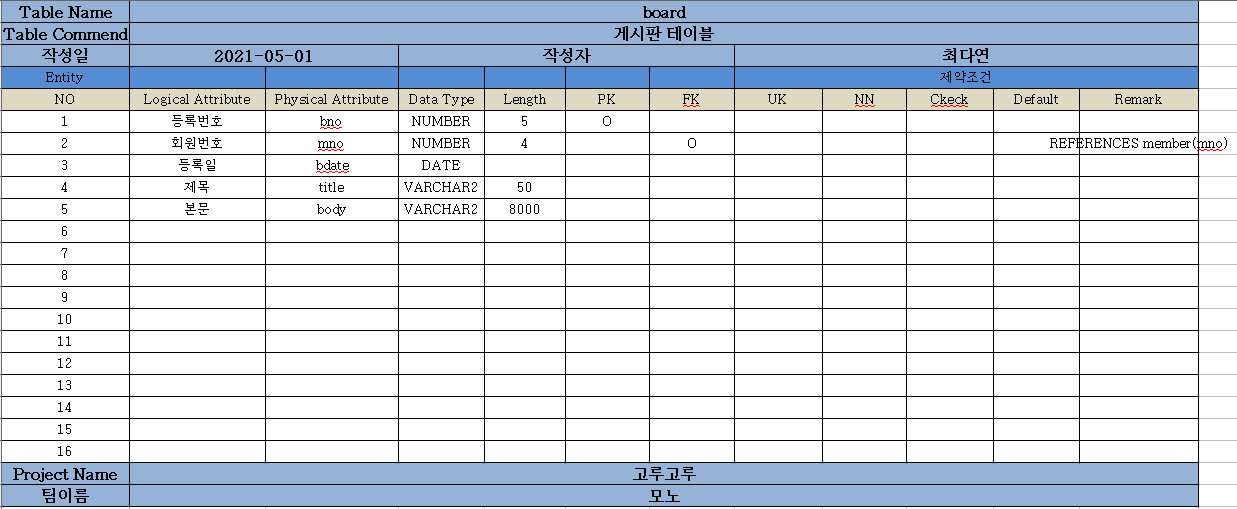 Table Name board
Table Commend 게시판 테이블
작성일 2021-05-01 작성자 최다연
Entity 제약조건
NO Logical Attribute Physical Attribute Data Type Length PK FK UK NN Ckeck Default Remark
1 등록번호 bno NUMBER 5 O
2 회원번호 mno NUMBER 4 O REFERENCES member(mno)
3 등록일 bdate DATE
4 제목 title VARCHAR2 50
5 본문 body VARCHAR2 8000
6
7
8
9
10
11
12
13
14
15
16
Project Name 고루고루
팀이름 모노